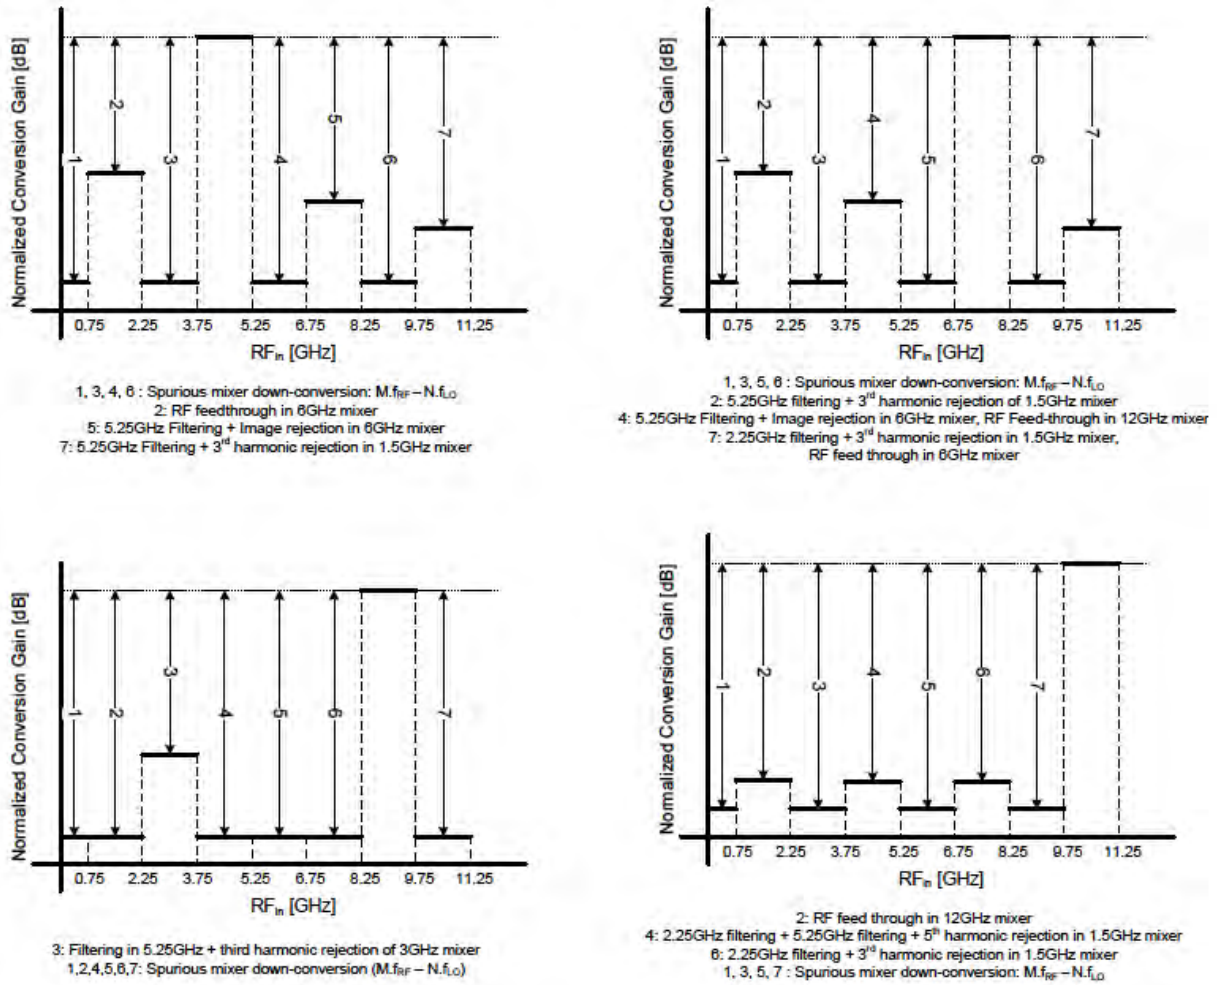 Normalized Conversion Gain [dB]
1
2
3
4
5
6
7
0.75 2.25 3.75 5.25 6.75 8.25 9.75 11.25
RFin [GHz]
1, 3, 4, 6 : Spurious mixer down-conversion: M.fRF – N.fLO
2: RF feedthrough in 6GHz mixer
5: 5.25GHz Filtering + Image rejection in 6GHz mixer
7: 5.25GHz Filtering + 3rd harmonic rejection in 1.5GHz mixer
Normalized Conversion Gain [dB]
1
2
3
4
5
6
7
0.75 2.25 3.75 5.25 6.75 8.25 9.75 11.25
RFin [GHz]
1, 3, 5, 6 : Spurious mixer down-conversion: M.fRF – N.fLO
2: 5.25GHz filtering + 3rd harmonic rejection of 1.5GHz mixer
4: 5.25GHz Filtering + Image rejection in 6GHz mixer, RF Feed-through in 12GHz mixer
7: 2.25GHz filtering + 3rd harmonic rejection in 1.5GHz mixer,
RF feed through in 6GHz mixer
Normalized Conversion Gain [dB]
1
2
3
4
5
6
7
0.75 2.25 3.75 5.25 6.75 8.25 9.75 11.25
RFin [GHz]
3: Filtering in 5.25GHz + third harmonic rejection of 3GHz mixer
1,2,4,5,6,7: Spurious mixer down-conversion (M.fRF – N.fLO)
Normalized Conversion Gain [dB]
1
2
3
4
5
6
7
0.75 2.25 3.75 5.25 6.75 8.25 9.75 11.25
RFin [GHz]
2: RF feed through in 12GHz mixer
4: 2.25GHz filtering + 5.25GHz filtering + 5th harmonic rejection in 1.5GHz mixer
6: 2.25GHz filtering + 3rd harmonic rejection in 1.5GHz mixer
1, 3, 5, 7 : Spurious mixer down-conversion: M.fRF – N.fLO